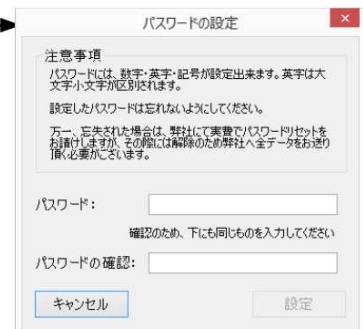 パスワードの設定
注意事項
パスワードには、数字・英字・記号が設定出来ます。英字は大
文字小文字が区別されます。
設定したパスワードは忘れないようにしてください。
万一、忘失された場合は、弊社にて実費でパスワードリセットを
お請けしますが、その際には解除のため弊社へ全データをお送り
頂く必要がございます。
パスワード：
確認のため、下にも同じものを入力してください
パスワードの確認：
キャンセル
設定